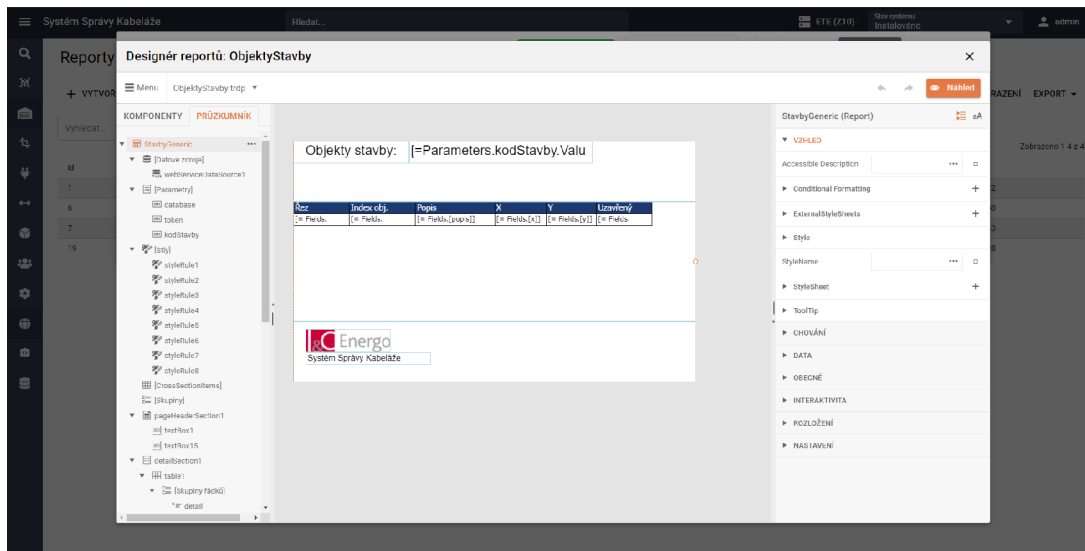 Systém Správy Kabeláže
Hledat...
ETE (Z10)
Stav systému
Instalováno
admin
Reporty
Designér reportů: ObjektyStavby
+ VYTVOŘ
Menu
ObjektyStavby.trdp
Náhled
RAZENÍ
EXPORT
Vyhledat...
Zobrazeno 1-4 z 4
Id
1
6
7
19
KOMPONENTY
PRŮZKUMNÍK
StavbyGeneric
[Datové zdroje]
webServiceDataSource1
[Parametry]
database
token
kodStavby
[Styly]
styleRule1
styleRule2
styleRule3
styleRule4
styleRule5
styleRule6
styleRule7
styleRule8
[CrossSectionItems]
[Skupiny]
pageHeaderSection1
textBox1
textBox15
detailSection1
table1
[Skupiny řádků]
detail
Objekty stavby: [=Parameters.kodStavby.Valu
Řez Index obj. Popis X Y Uzavřený
[= Fields. [= Fields. [= Fields.[popis]] [= Fields.[x]] [= Fields.[y]] [= Fields
I&C Energo
Systém Správy Kabeláže
StavbyGeneric (Report)
aA
VZHLED
Accessible Description
Conditional Formatting
ExternalStyleSheets
Style
StyleName
StyleSheet
ToolTip
CHOVÁNÍ
DATA
OBECNÉ
INTERAKTIVITA
ROZLOŽENÍ
NASTAVENÍ